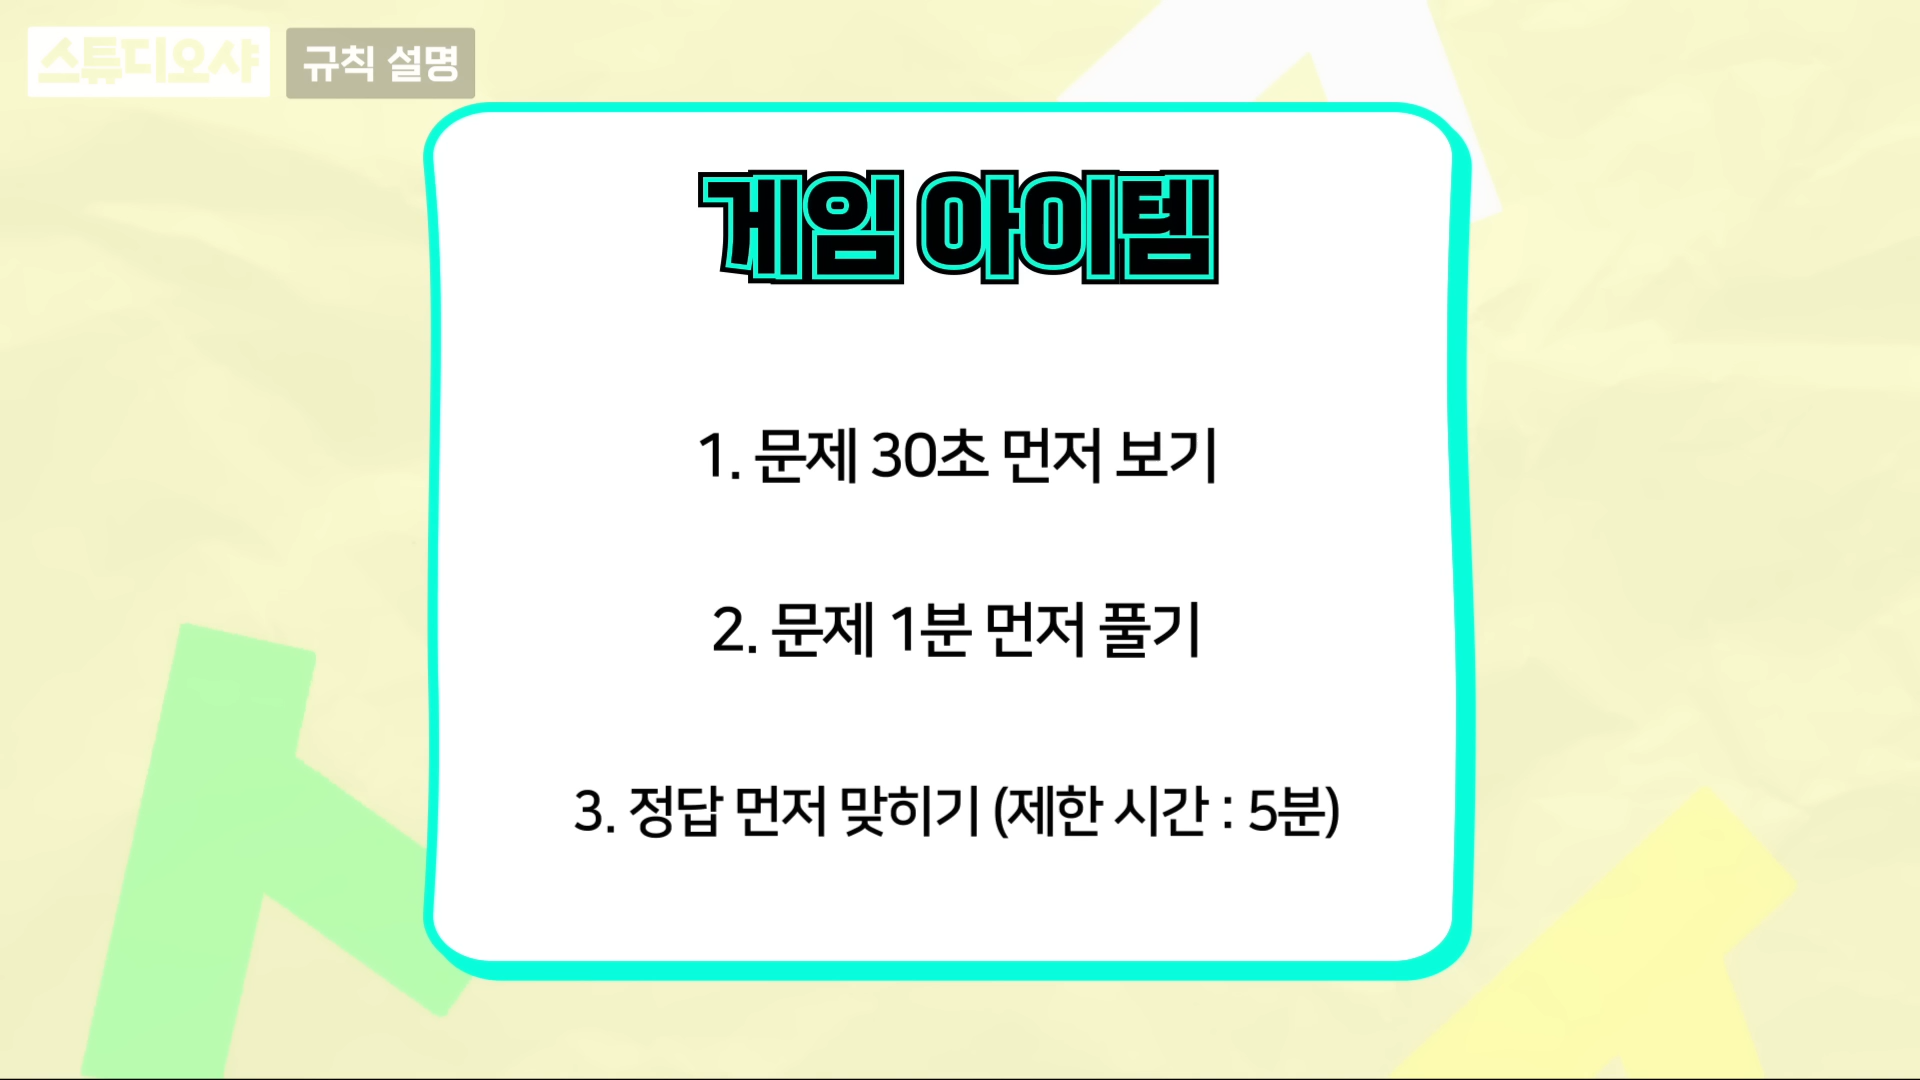 스튜디오샤 규칙 설명
게임 아이템
1. 문제 30초 먼저 보기
2. 문제 1분 먼저 풀기
3. 정답 먼저 맞히기 (제한 시간 : 5분)